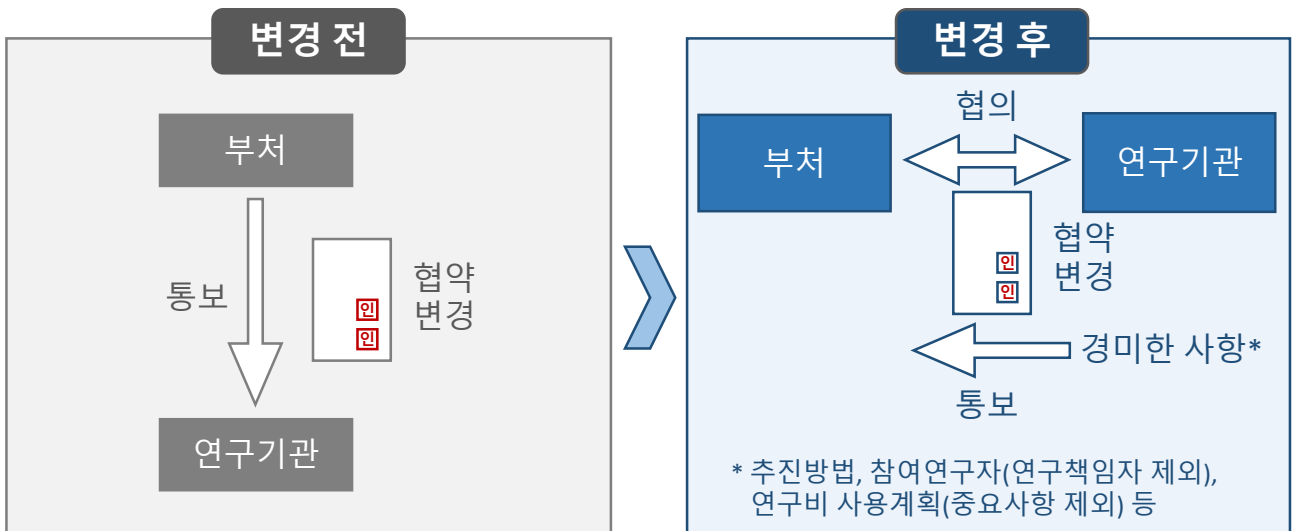 변경 전
부처
통보
협약
변경
인
인
연구기관
변경 후
협의
부처
연구기관
협약
변경
인
인
경미한 사항*
통보
* 추진방법, 참여연구자(연구책임자 제외),
연구비 사용계획(중요사항 제외) 등